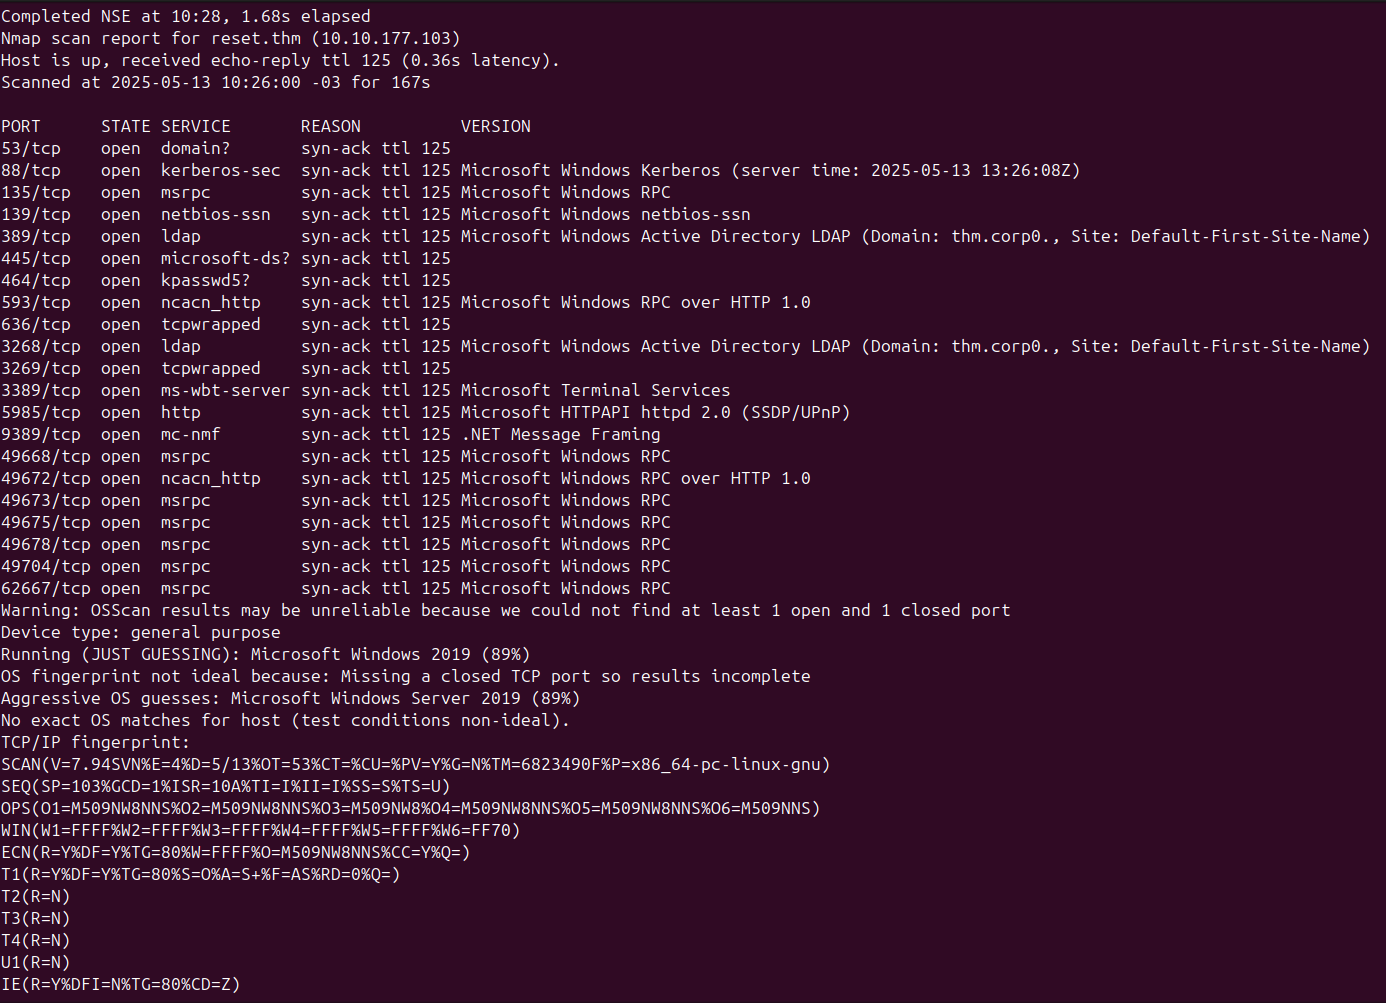 Completed NSE at 10:28, 1.68s elapsed
Nmap scan report for reset.thm (10.10.177.103)
Host is up, received echo-reply ttl 125 (0.36s latency).
Scanned at 2025-05-13 10:26:00 -03 for 167s
PORT      STATE SERVICE       REASON          VERSION
53/tcp    open  domain?       syn-ack ttl 125
88/tcp    open  kerberos-sec  syn-ack ttl 125 Microsoft Windows Kerberos (server time: 2025-05-13 13:26:08Z)
135/tcp   open  msrpc         syn-ack ttl 125 Microsoft Windows RPC
139/tcp   open  netbios-ssn   syn-ack ttl 125 Microsoft Windows netbios-ssn
389/tcp   open  ldap          syn-ack ttl 125 Microsoft Windows Active Directory LDAP (Domain: thm.corp0., Site: Default-First-Site-Name)
445/tcp   open  microsoft-ds? syn-ack ttl 125
464/tcp   open  kpasswd5?     syn-ack ttl 125
593/tcp   open  ncacn_http    syn-ack ttl 125 Microsoft Windows RPC over HTTP 1.0
636/tcp   open  tcpwrapped    syn-ack ttl 125
3268/tcp  open  ldap          syn-ack ttl 125 Microsoft Windows Active Directory LDAP (Domain: thm.corp0., Site: Default-First-Site-Name)
3269/tcp  open  tcpwrapped    syn-ack ttl 125
3389/tcp  open  ms-wbt-server syn-ack ttl 125 Microsoft Terminal Services
5985/tcp  open  http          syn-ack ttl 125 Microsoft HTTPAPI httpd 2.0 (SSDP/UPnP)
9389/tcp  open  mc-nmf        syn-ack ttl 125 .NET Message Framing
49668/tcp open  msrpc         syn-ack ttl 125 Microsoft Windows RPC
49672/tcp open  ncacn_http    syn-ack ttl 125 Microsoft Windows RPC over HTTP 1.0
49673/tcp open  msrpc         syn-ack ttl 125 Microsoft Windows RPC
49675/tcp open  msrpc         syn-ack ttl 125 Microsoft Windows RPC
49678/tcp open  msrpc         syn-ack ttl 125 Microsoft Windows RPC
49704/tcp open  msrpc         syn-ack ttl 125 Microsoft Windows RPC
62667/tcp open  msrpc         syn-ack ttl 125 Microsoft Windows RPC
Warning: OSScan results may be unreliable because we could not find at least 1 open and 1 closed port
Device type: general purpose
Running (JUST GUESSING): Microsoft Windows 2019 (89%)
OS fingerprint not ideal because: Missing a closed TCP port so results incomplete
Aggressive OS guesses: Microsoft Windows Server 2019 (89%)
No exact OS matches for host (test conditions non-ideal).
TCP/IP fingerprint:
SCAN(V=7.94SVN%E=4%D=5/13%OT=53%CT=%CU=%PV=Y%G=N%TM=6823490F%P=x86_64-pc-linux-gnu)
SEQ(SP=103%GCD=1%ISR=10A%TI=I%II=I%SS=S%TS=U)
OPS(O1=M509NW8NNS%O2=M509NW8NNS%O3=M509NW8%O4=M509NW8NNS%O5=M509NW8NNS%O6=M509NNS)
WIN(W1=FFFF%W2=FFFF%W3=FFFF%W4=FFFF%W5=FFFF%W6=FF70)
ECN(R=Y%DF=Y%TG=80%W=FFFF%O=M509NW8NNS%CC=Y%Q=)
T1(R=Y%DF=Y%TG=80%S=O%A=S+%F=AS%RD=0%Q=)
T2(R=N)
T3(R=N)
T4(R=N)
U1(R=N)
IE(R=Y%DFI=N%TG=80%CD=Z)